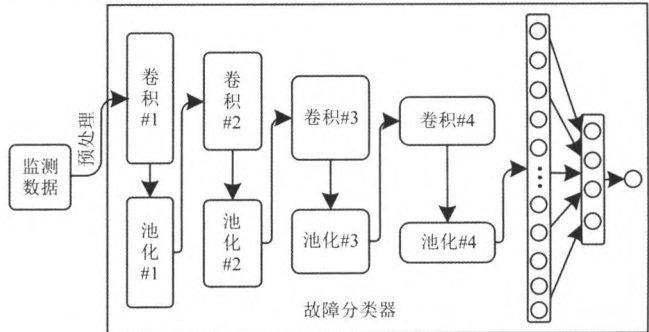 监测
数据
预处理
卷
积
#1
池
化
#1
卷
积
#2
池
化
#2
卷积#3
池化#3
卷积#4
池化#4
故障分类器